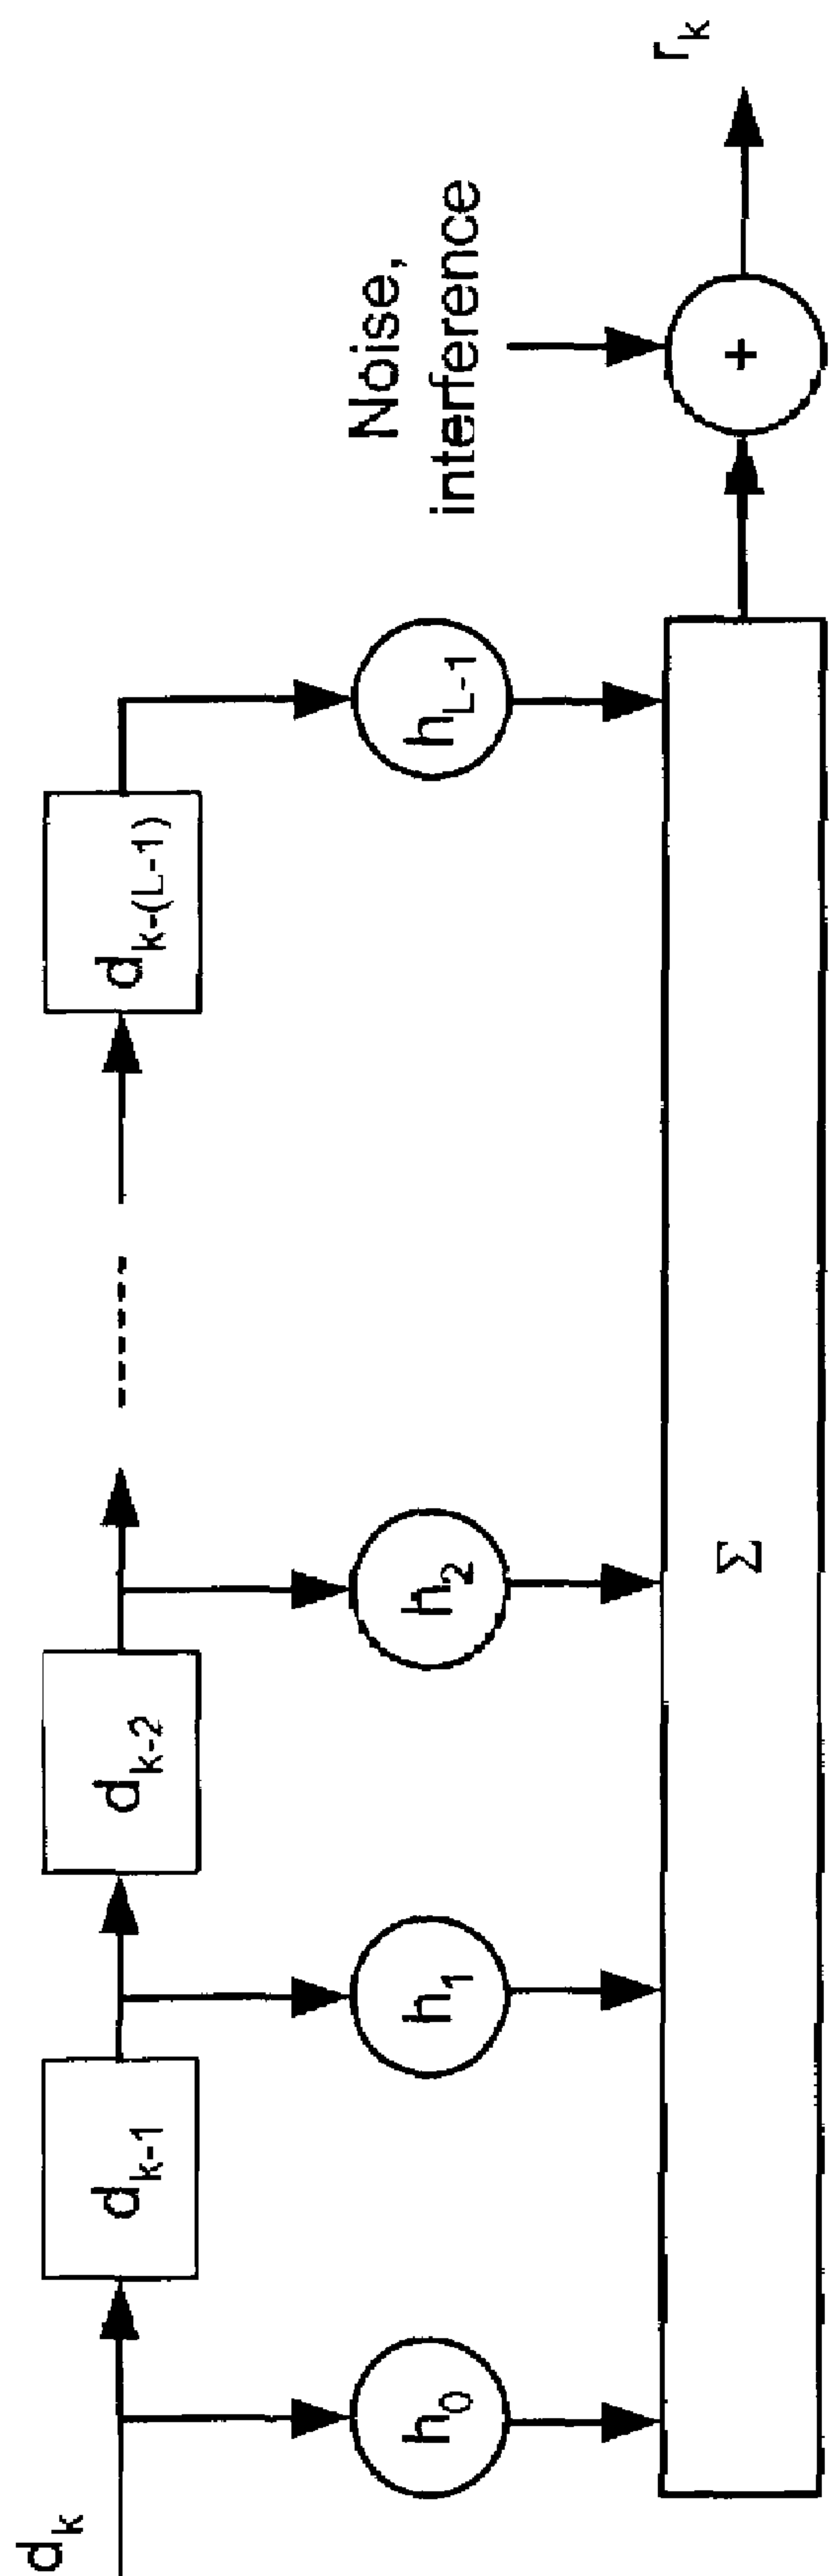 d_k
d_{k-1}
d_{k-2}
d_{k-(L-1)}
h_0
h_1
h_2
h_{L-1}
Noise,
interference
Σ
+
r_k